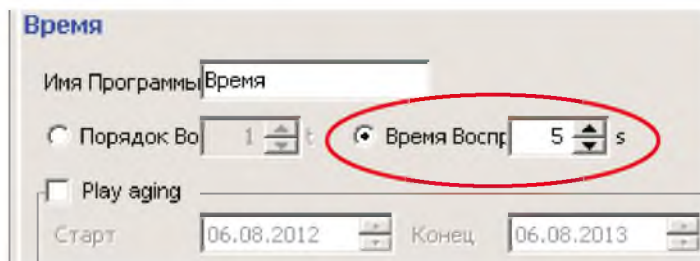 Время
Имя Программы Время
Порядок Во 1 t Время Воспр 5 s
Play aging
Старт 06.08.2012 Конец 06.08.2013